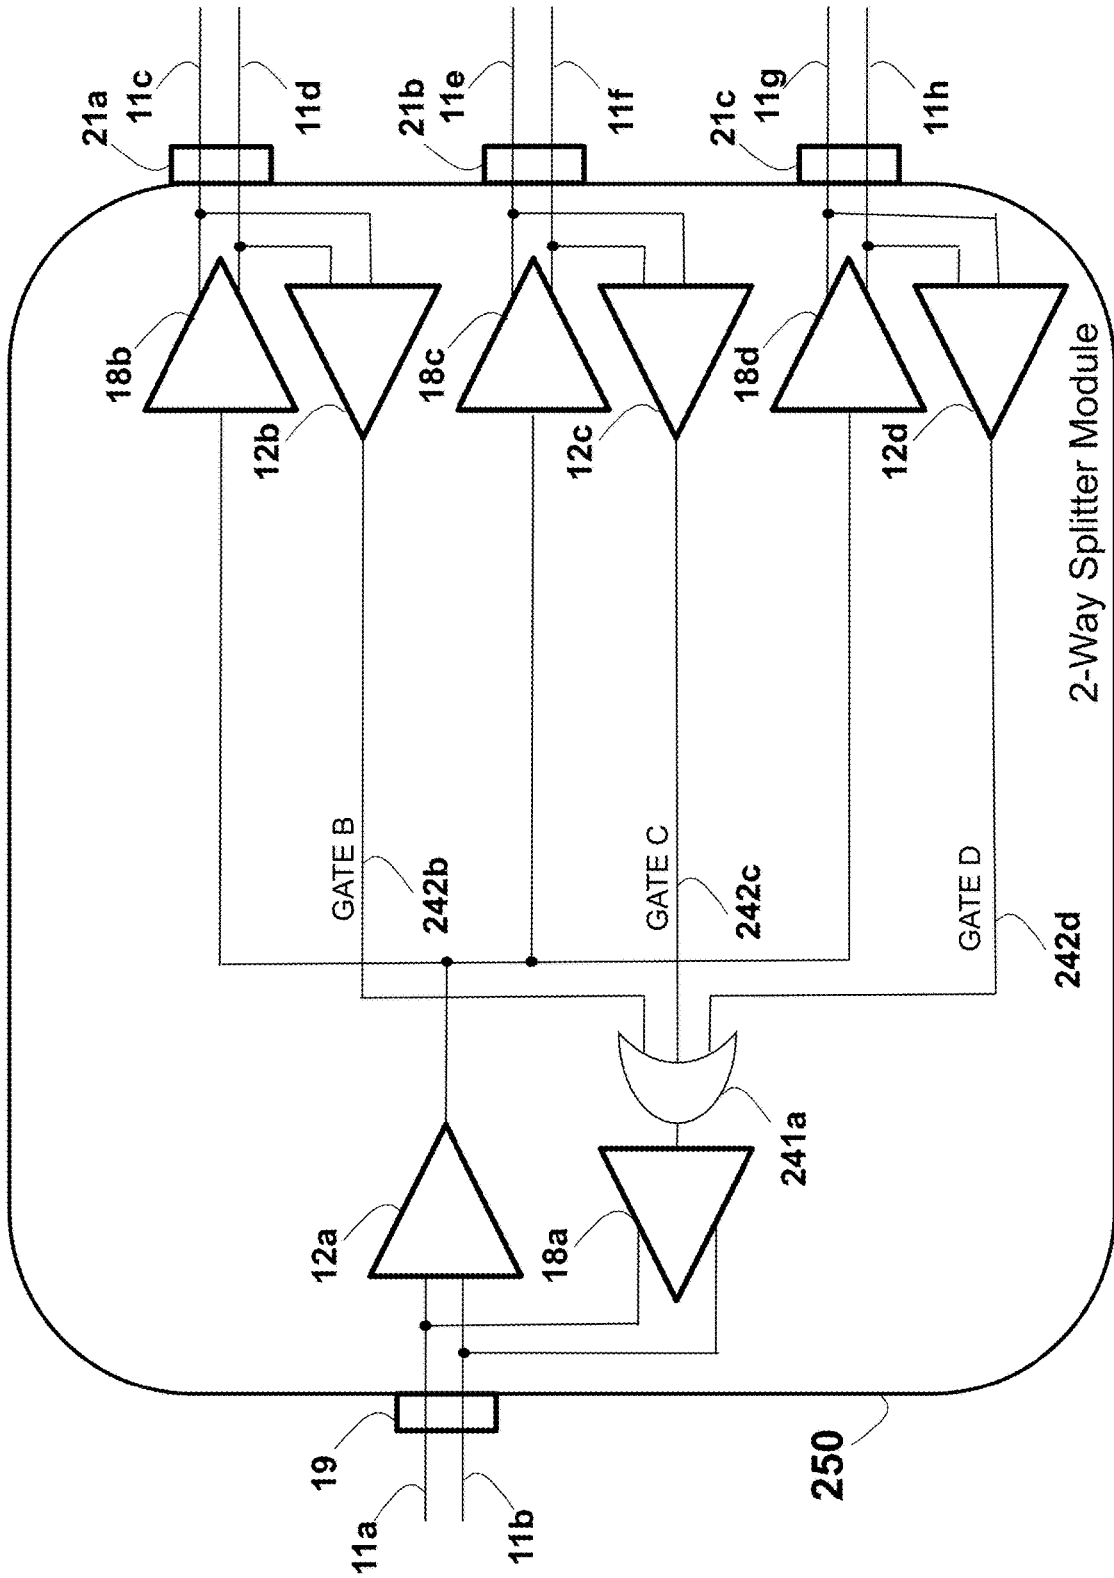 21a
11c
11d
21b
11e
11f
21c
11g
11h
18b
12b
18c
12c
18d
12d
2-Way Splitter Module
GATE B
242b
GATE C
242c
GATE D
242d
12a
18a
241a
19
11a
11b
250